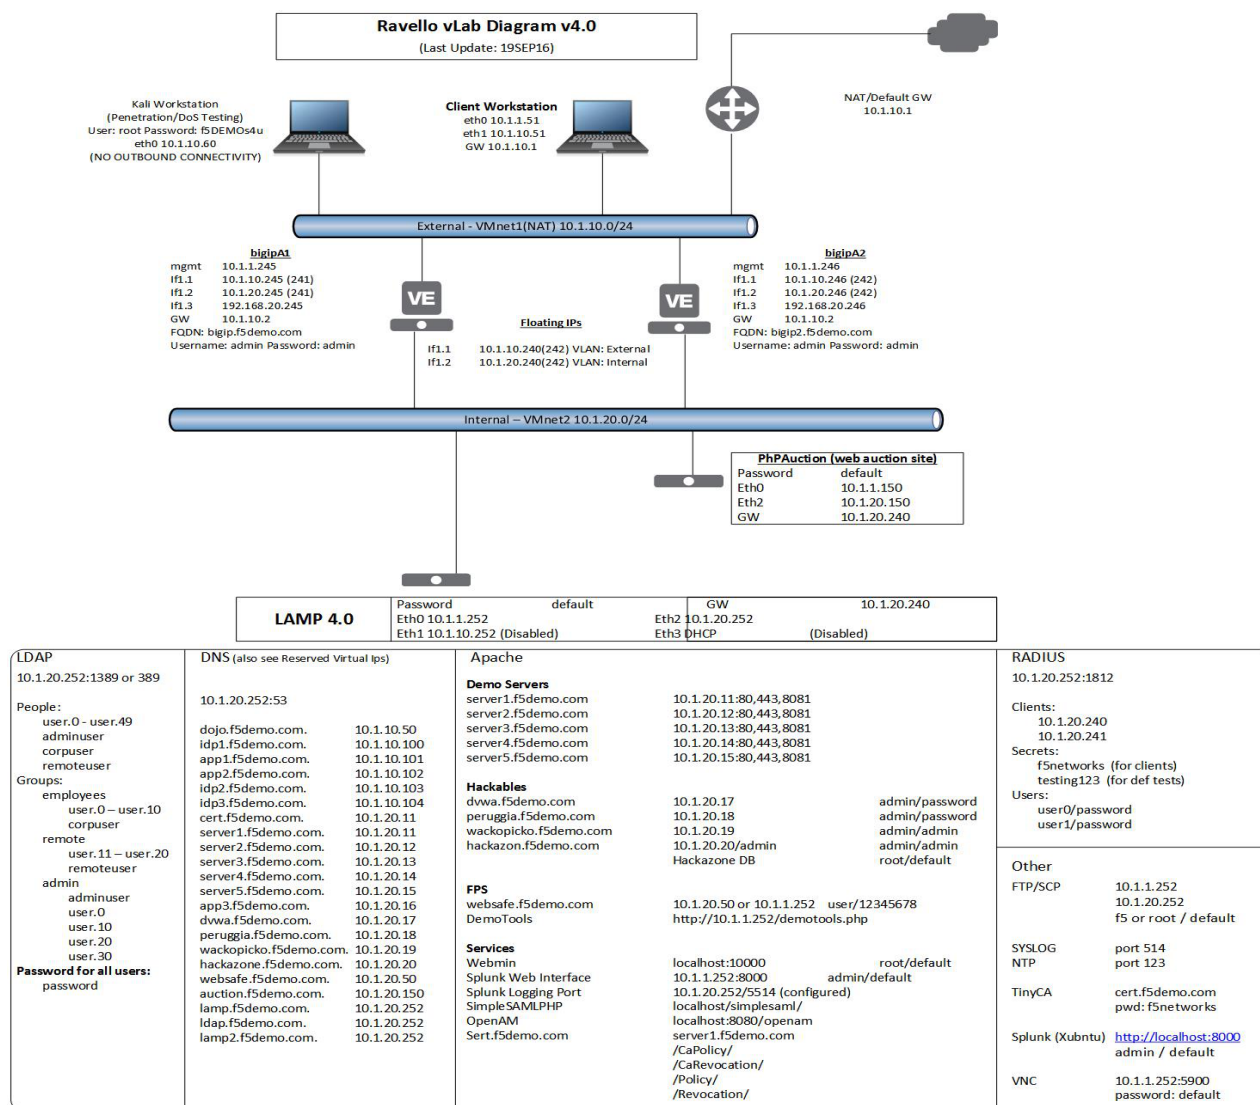 Ravello vLab Diagram v4.0
(Last Update: 19SEP16)
Kali Workstation
(Penetration/DoS Testing)
User: root Password: f5DEMOs4u
eth0 10.1.10.60
(NO OUTBOUND CONNECTIVITY)
Client Workstation
eth0 10.1.1.51
eth1 10.1.10.51
GW 10.1.10.1
NAT/Default GW
10.1.10.1
External - VMnet1(NAT) 10.1.10.0/24
bigipA1
mgmt 10.1.1.245
If1.1 10.1.10.245 (241)
If1.2 10.1.20.245 (241)
If1.3 192.168.20.245
GW 10.1.10.2
FQDN: bigip.f5demo.com
Username: admin Password: admin
VE
VE
Floating IPs
If1.1 10.1.10.240(242) VLAN: External
If1.2 10.1.20.240(242) VLAN: Internal
bigipA2
mgmt 10.1.1.246
If1.1 10.1.10.246 (242)
If1.2 10.1.20.246 (242)
If1.3 192.168.20.246
GW 10.1.10.2
FQDN: bigip2.f5demo.com
Username: admin Password: admin
Internal – VMnet2 10.1.20.0/24
PhPAuction (web auction site)
Password default
Eth0 10.1.1.150
Eth2 10.1.20.150
GW 10.1.20.240
LAMP 4.0
Password default GW 10.1.20.240
Eth0 10.1.1.252 Eth2 10.1.20.252
Eth1 10.1.10.252 (Disabled) Eth3 DHCP (Disabled)
LDAP
10.1.20.252:1389 or 389
People:
user.0 - user.49
adminuser
corpuser
remoteuser
Groups:
employees
user.0 – user.10
corpuser
remote
user.11 – user.20
remoteuser
admin
adminuser
user.0
user.10
user.20
user.30
Password for all users:
password
DNS (also see Reserved Virtual Ips)
10.1.20.252:53
dojo.f5demo.com. 10.1.10.50
idp1.f5demo.com. 10.1.10.100
app1.f5demo.com. 10.1.10.101
app2.f5demo.com. 10.1.10.102
idp2.f5demo.com. 10.1.10.103
idp3.f5demo.com. 10.1.10.104
cert.f5demo.com. 10.1.20.11
server1.f5demo.com. 10.1.20.11
server2.f5demo.com. 10.1.20.12
server3.f5demo.com. 10.1.20.13
server4.f5demo.com. 10.1.20.14
server5.f5demo.com. 10.1.20.15
app3.f5demo.com. 10.1.20.16
dvwa.f5demo.com. 10.1.20.17
peruggia.f5demo.com. 10.1.20.18
wackopicko.f5demo.com. 10.1.20.19
hackazone.f5demo.com. 10.1.20.20
websafe.f5demo.com. 10.1.20.50
auction.f5demo.com. 10.1.20.150
lamp.f5demo.com. 10.1.20.252
ldap.f5demo.com. 10.1.20.252
lamp2.f5demo.com. 10.1.20.252
Apache
Demo Servers
server1.f5demo.com 10.1.20.11:80,443,8081
server2.f5demo.com 10.1.20.12:80,443,8081
server3.f5demo.com 10.1.20.13:80,443,8081
server4.f5demo.com 10.1.20.14:80,443,8081
server5.f5demo.com 10.1.20.15:80,443,8081
Hackables
dvwa.f5demo.com 10.1.20.17 admin/password
peruggia.f5demo.com 10.1.20.18 admin/password
wackopicko.f5demo.com 10.1.20.19 admin/admin
hackazon.f5demo.com 10.1.20.20/admin admin/admin
Hackazone DB root/default
FPS
websafe.f5demo.com 10.1.20.50 or 10.1.1.252 user/12345678
DemoTools http://10.1.1.252/demotools.php
Services
Webmin localhost:10000 root/default
Splunk Web Interface 10.1.1.252:8000 admin/default
Splunk Logging Port 10.1.20.252/5514 (configured)
SimpleSAMLPHP localhost/simplesaml/
OpenAM localhost:8080/openam
Sert.f5demo.com server1.f5demo.com
/CaPolicy/
/CaRevocation/
/Policy/
/Revocation/
RADIUS
10.1.20.252:1812
Clients:
10.1.20.240
10.1.20.241
Secrets:
f5networks (for clients)
testing123 (for def tests)
Users:
user0/password
user1/password
Other
FTP/SCP 10.1.1.252
10.1.20.252
f5 or root / default
SYSLOG port 514
NTP port 123
TinyCA cert.f5demo.com
pwd: f5networks
Splunk (Xubntu) http://localhost:8000
admin / default
VNC 10.1.1.252:5900
password: default